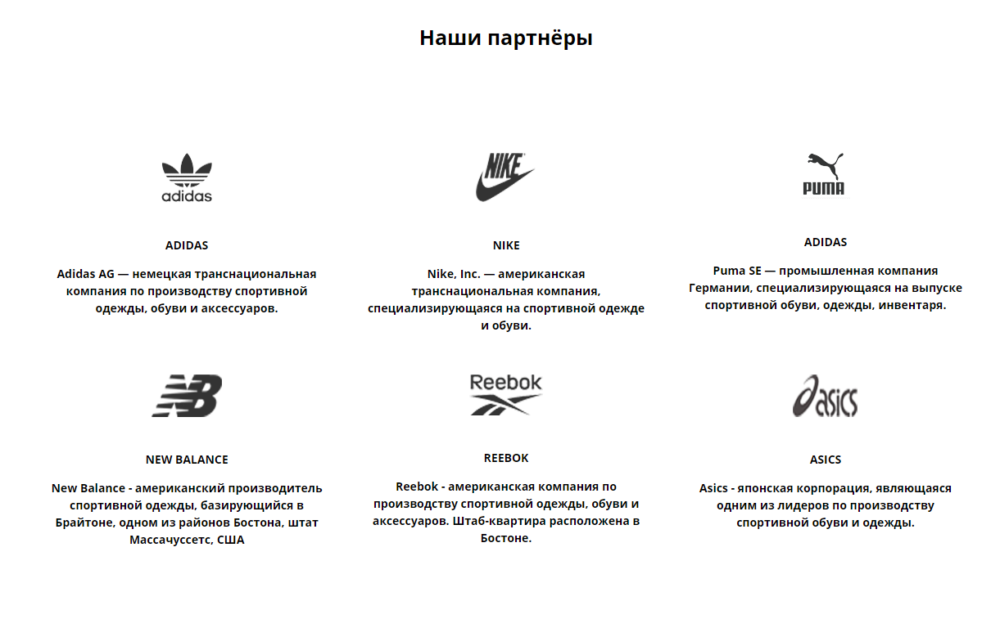 Наши партнёры
adidas
NIKE
PUMA
ADIDAS
Adidas AG — немецкая транснациональная
компания по производству спортивной
одежды, обуви и аксессуаров.
NIKE
Nike, Inc. — американская
транснациональная компания,
специализирующаяся на спортивной одежде
и обуви.
ADIDAS
Puma SE — промышленная компания
Германии, специализирующаяся на выпуске
спортивной обуви, одежды, инвентаря.
NB
Reebok
asics
NEW BALANCE
New Balance - американский производитель
спортивной одежды, базирующийся в
Брайтоне, одном из районов Бостона, штат
Массачуссетс, США
REEBOK
Reebok - американская компания по
производству спортивной одежды, обуви и
аксессуаров. Штаб-квартира расположена в
Бостоне.
ASICS
Asics - японская корпорация, являющаяся
одним из лидеров по производству
спортивной обуви и одежды.